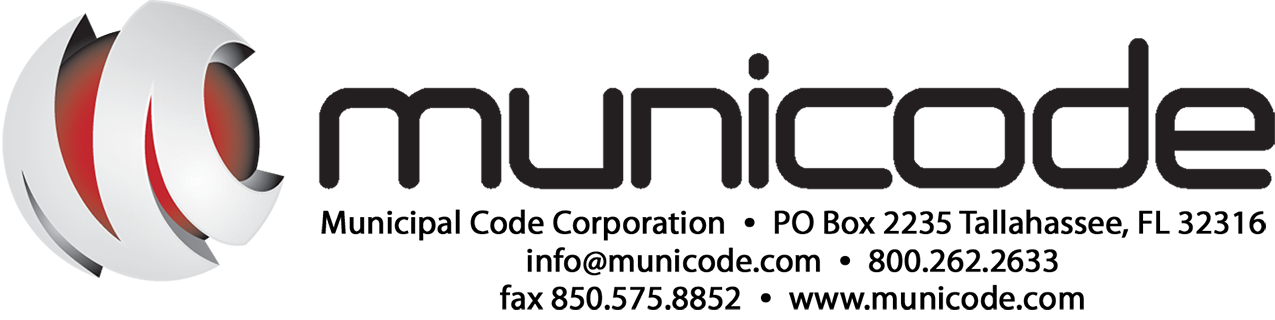 municode
Municipal Code Corporation • PO Box 2235 Tallahassee, FL 32316
info@municode.com • 800.262.2633
fax 850.575.8852 • www.municode.com